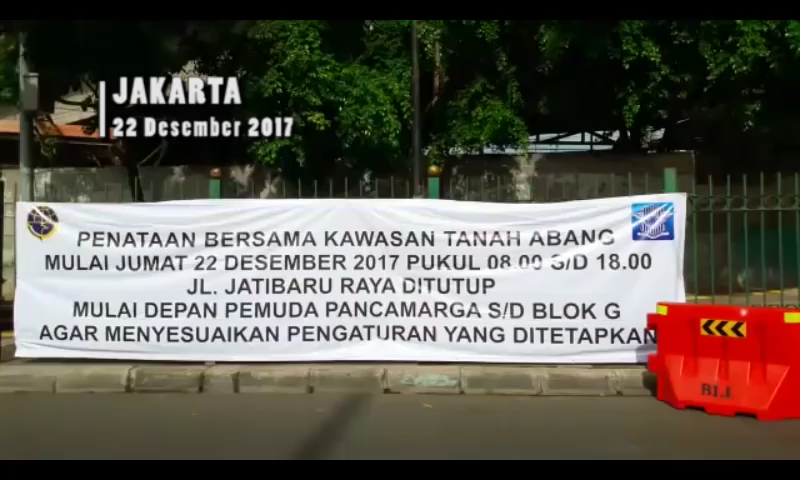 JAKARTA
22 Desember 2017
PENATAAN BERSAMA KAWASAN TANAH ABANG
MULAI JUMAT 22 DESEMBER 2017 PUKUL 08.00 S/D 18.00
JL. JATIBARU RAYA DITUTUP
MULAI DEPAN PEMUDA PANCAMARGA S/D BLOK G
AGAR MENYESUAIKAN PENGATURAN YANG DITETAPKAN